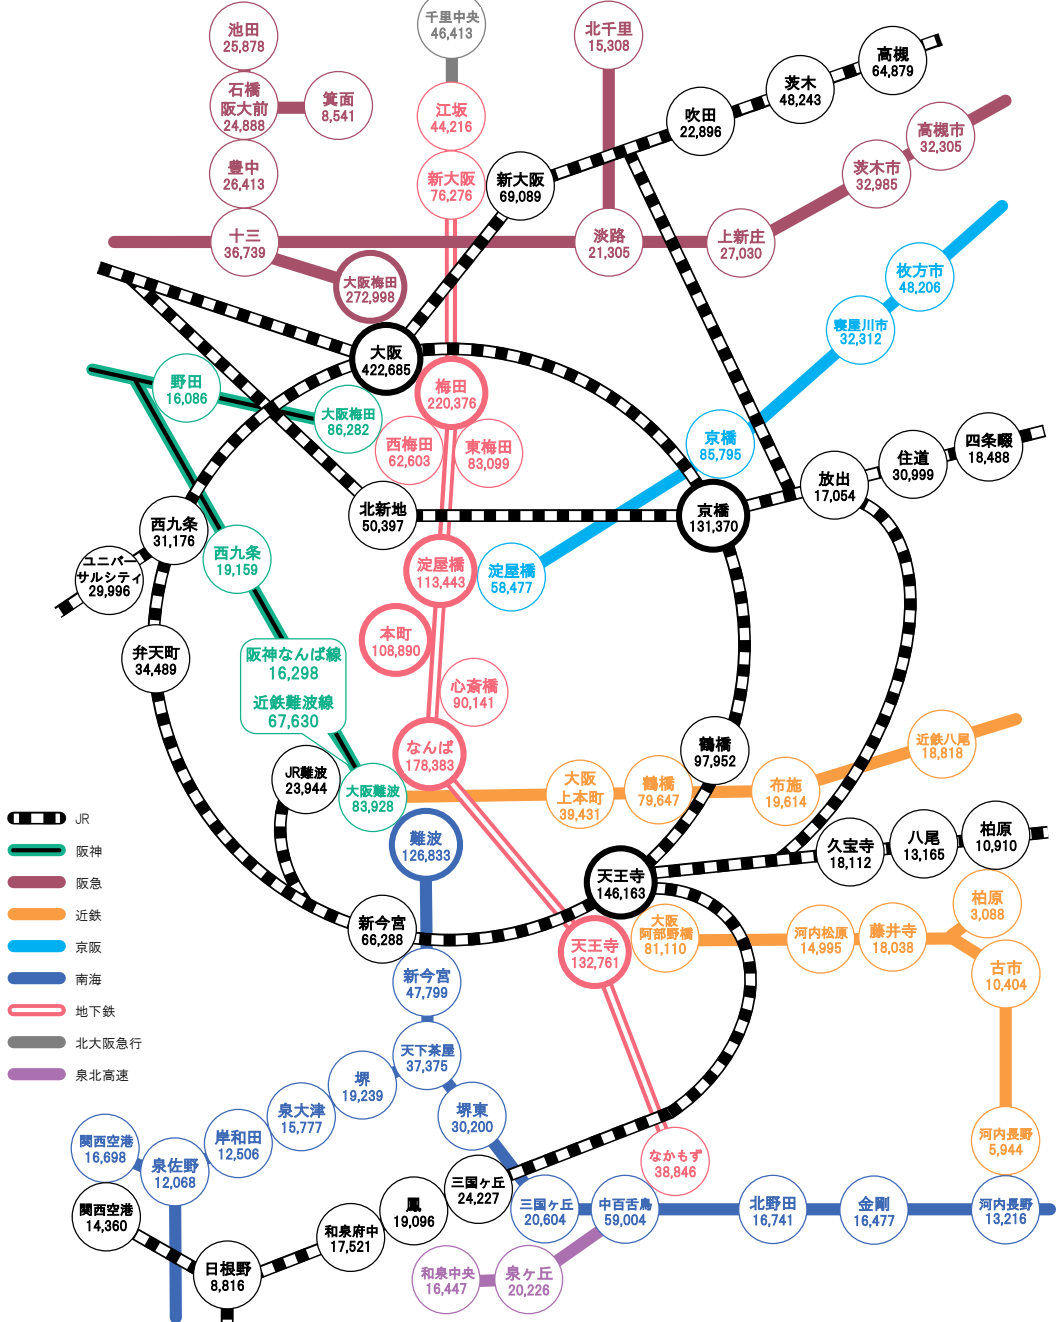 千里中央
46,413
池田
25,878
北千里
15,308
高槻
64,879
石橋
阪大前
24,888
箕面
8,541
江坂
44,216
茨木
48,243
吹田
22,896
高槻市
32,305
豊中
26,413
新大阪
76,276
新大阪
69,089
茨木市
32,985
十三
36,739
淡路
21,305
上新庄
27,030
大阪梅田
272,998
枚方市
48,206
寝屋川市
32,312
大阪
422,685
野田
16,086
梅田
220,376
大阪梅田
86,282
西梅田
62,603
東梅田
83,099
京橋
85,795
四条畷
18,488
住道
30,999
放出
17,054
北新地
50,397
京橋
131,370
西九条
31,176
西九条
19,159
ユニバー
サルシティ
29,996
淀屋橋
113,443
淀屋橋
58,477
本町
108,890
弁天町
34,489
阪神なんば線
16,298
近鉄難波線
67,630
心斎橋
90,141
なんば
178,383
鶴橋
97,952
近鉄八尾
18,818
JR難波
23,944
大阪難波
83,928
大阪
上本町
39,431
鶴橋
79,647
布施
19,614
難波
126,833
久宝寺
18,112
八尾
13,165
柏原
10,910
JR
阪神
阪急
近鉄
京阪
南海
地下鉄
北大阪急行
泉北高速
天王寺
146,163
新今宮
66,288
天王寺
132,761
大阪
阿部野橋
81,110
河内松原
14,995
藤井寺
18,038
柏原
3,088
古市
10,404
新今宮
47,799
天下茶屋
37,375
堺
19,239
泉大津
15,777
岸和田
12,506
堺東
30,200
関西空港
16,698
泉佐野
12,068
なかもず
38,846
河内長野
5,944
関西空港
14,360
日根野
8,816
和泉府中
17,521
鳳
19,096
三国ヶ丘
24,227
三国ヶ丘
20,604
中百舌鳥
59,004
北野田
16,741
金剛
16,477
河内長野
13,216
和泉中央
16,447
泉ヶ丘
20,226